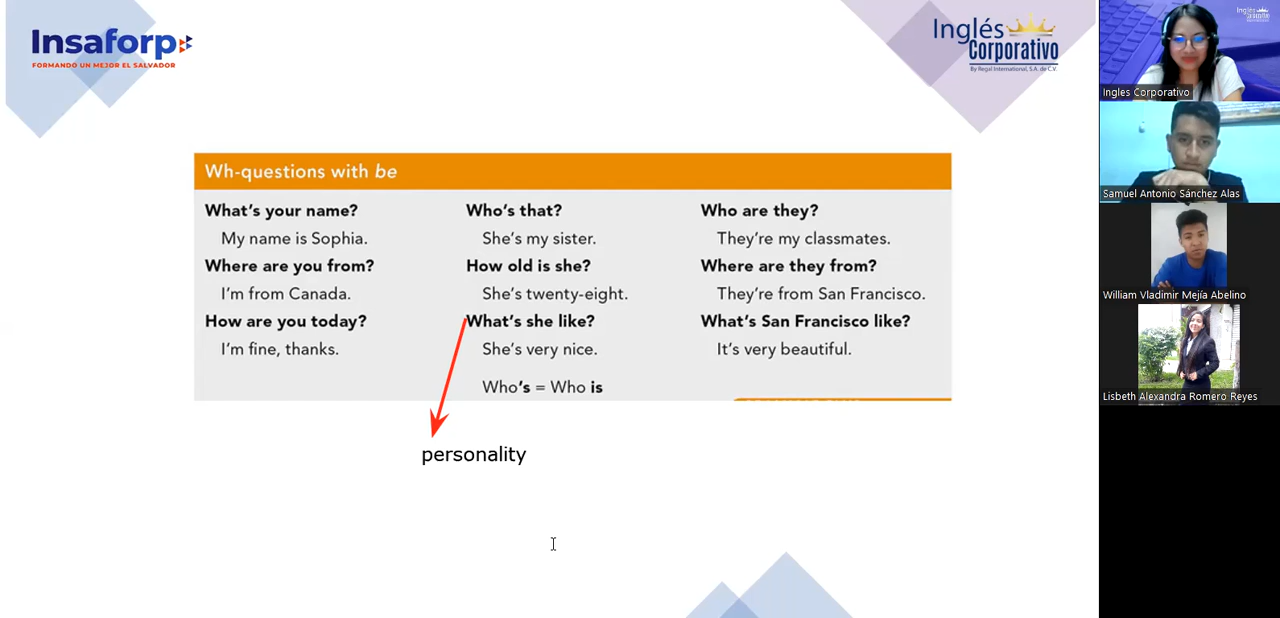 Insaforp
FORMANDO UN MEJOR EL SALVADOR
Inglés
Corporativo
By Regal International, S.A. de C.V.
Wh-questions with be
What's your name?
My name is Sophia.
Where are you from?
I'm from Canada.
How are you today?
I'm fine, thanks.
Who's that?
She's my sister.
How old is she?
She's twenty-eight.
What's she like?
She's very nice.
Who's = Who is
Who are they?
They're my classmates.
Where are they from?
They're from San Francisco.
What's San Francisco like?
It's very beautiful.
personality
Ingles Corporativo
Samuel Antonio Sánchez Alas
William Vladimir Mejía Abelino
Lisbeth Alexandra Romero Reyes